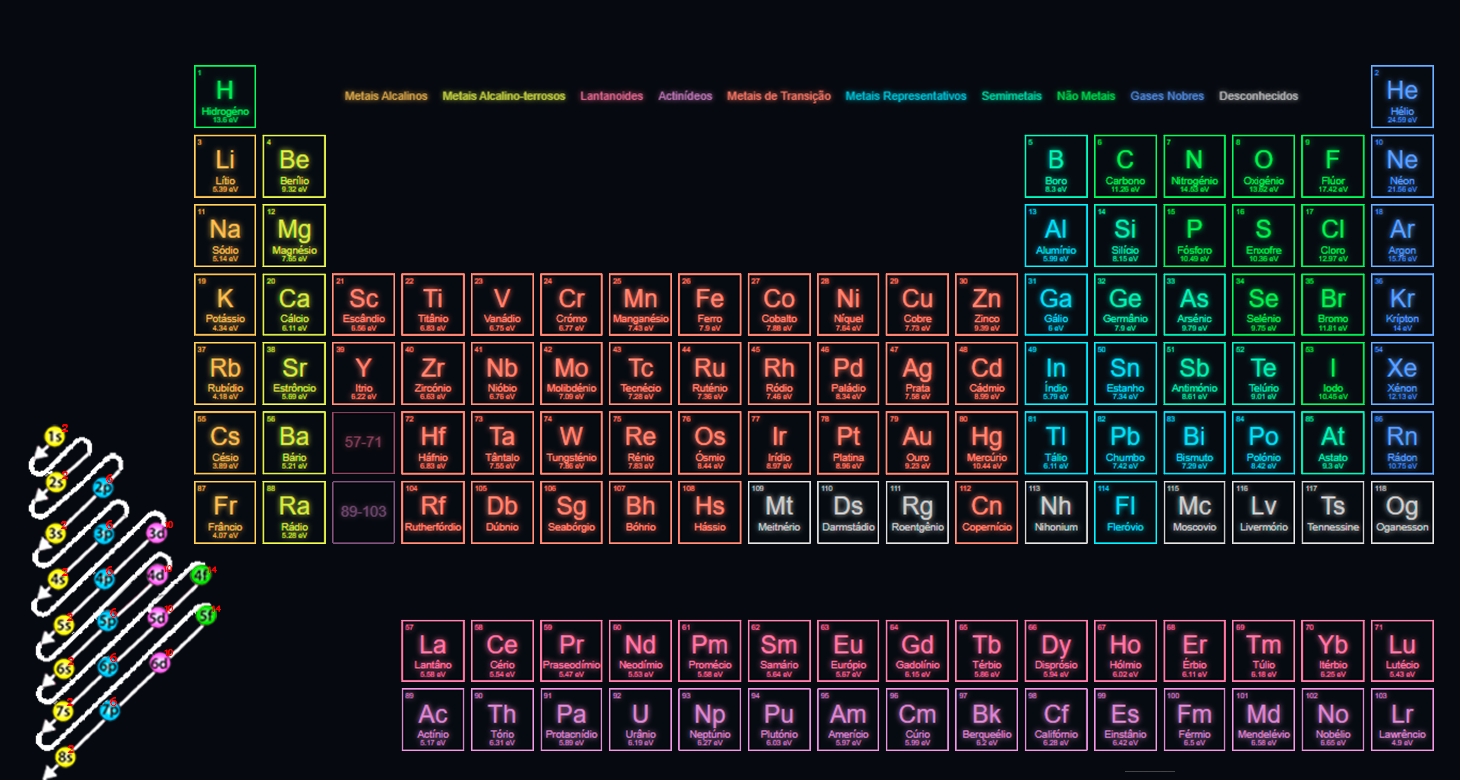 1 2
H Metais Alcalinos Metais Alcalino-terrosos Lantanoides Actinídeos Metais de Transição Metais Representativos Semimetais Não Metais Gases Nobres Desconhecidos He
Hidrogéno Hélio
13.6 eV 24.59 eV
3 4 5 6 7 8 9 10
Li Be B C N O F Ne
Lítio Berílio Boro Carbono Nitrogénio Oxigênio Flúor Néon
5.39 eV 9.32 eV 8.3 eV 11.26 eV 14.53 eV 13.62 eV 17.42 eV 21.56 eV
11 12 13 14 15 16 17 18
Na Mg Al Si P S Cl Ar
Sódio Magnésio Alumínio Silício Fósforo Enxofre Cloro Argon
5.14 eV 7.65 eV 5.99 eV 8.15 eV 10.49 eV 10.36 eV 12.97 eV 15.76 eV
19 20 21 22 23 24 25 26 27 28 29 30 31 32 33 34 35 36
K Ca Sc Ti V Cr Mn Fe Co Ni Cu Zn Ga Ge As Se Br Kr
Potássio Cálcio Escândio Titânio Vanádio Crómo Manganésio Ferro Cobalto Níquel Cobre Zinco Gálio Germânio Arsénic Selénio Bromo Krípton
4.34 eV 6.11 eV 6.56 eV 6.83 eV 6.75 eV 6.77 eV 7.43 eV 7.9 eV 7.88 eV 7.64 eV 7.73 eV 9.39 eV 6 eV 7.9 eV 9.79 eV 9.75 eV 11.81 eV 14 eV
37 38 39 40 41 42 43 44 45 46 47 48 49 50 51 52 53 54
Rb Sr Y Zr Nb Mo Tc Ru Rh Pd Ag Cd In Sn Sb Te I Xe
Rubídio Estrôncio Itrio Zircónio Nióbio Molibdénio Tecnécio Ruténio Ródio Paládio Prata Cádmio Índio Estanho Antimónio Telúrio Iodo Xénon
4.18 eV 5.69 eV 6.22 eV 6.63 eV 6.76 eV 7.09 eV 7.28 eV 7.36 eV 7.46 eV 8.34 eV 7.58 eV 8.99 eV 5.79 eV 7.34 eV 8.61 eV 9.01 eV 10.45 eV 12.13 eV
55 56 72 73 74 75 76 77 78 79 80 81 82 83 84 85 86
Cs Ba 57-71 Hf Ta W Re Os Ir Pt Au Hg Tl Pb Bi Po At Rn
Césio Bário Háfnio Tântalo Tungsténio Rênio Ósmio Irídio Platina Ouro Mercúrio Tálio Chumbo Bismuto Polónio Astato Rádon
3.89 eV 5.21 eV 6.83 eV 7.55 eV 7.86 eV 7.83 eV 8.44 eV 8.97 eV 8.96 eV 9.23 eV 10.44 eV 6.11 eV 7.42 eV 7.29 eV 8.42 eV 9.3 eV 10.75 eV
87 88 104 105 106 107 108 109 110 111 112 113 114 115 116 117 118
Fr Ra 89-103 Rf Db Sg Bh Hs Mt Ds Rg Cn Nh Fl Mc Lv Ts Og
Frâncio Rádio Rutherfórdio Dúbnio Seabórgio Bóhrio Hássio Meitnério Darmstádio Roentgênio Copernício Nihonium Fleróvio Moscovio Livermório Tennessine Oganesson
4.07 eV 5.28 eV
57 58 59 60 61 62 63 64 65 66 67 68 69 70 71
La Ce Pr Nd Pm Sm Eu Gd Tb Dy Ho Er Tm Yb Lu
Lantâno Cério Praseodímio Neodímio Promécio Samário Európio Gadolínio Térbio Disprósio Hólmio Érbio Túlio Itérbio Lutécio
5.58 eV 5.54 eV 5.47 eV 5.53 eV 5.58 eV 5.64 eV 5.67 eV 6.15 eV 5.86 eV 5.94 eV 6.02 eV 6.11 eV 6.18 eV 6.25 eV 5.43 eV
89 90 91 92 93 94 95 96 97 98 99 100 101 102 103
Ac Th Pa U Np Pu Am Cm Bk Cf Es Fm Md No Lr
Actínio Tório Protacnídio Urânio Neptúnio Plutónio Amerício Cúrio Berqueélio Califórnio Einstânio Férmio Mendelévio Nobélio Lawrêncio
5.17 eV 6.31 eV 5.89 eV 6.19 eV 6.27 eV 6.03 eV 5.97 eV 5.99 eV 6.2 eV 6.28 eV 6.42 eV 6.5 eV 6.58 eV 6.65 eV 4.9 eV
1s 2
2s 2p
3s 3p 3d 10
4s 4p 6 4d 10 4f 14
5s 5p 6 5d 10 5f 14
6s 6p 6 6d 10
7s 7p
8s